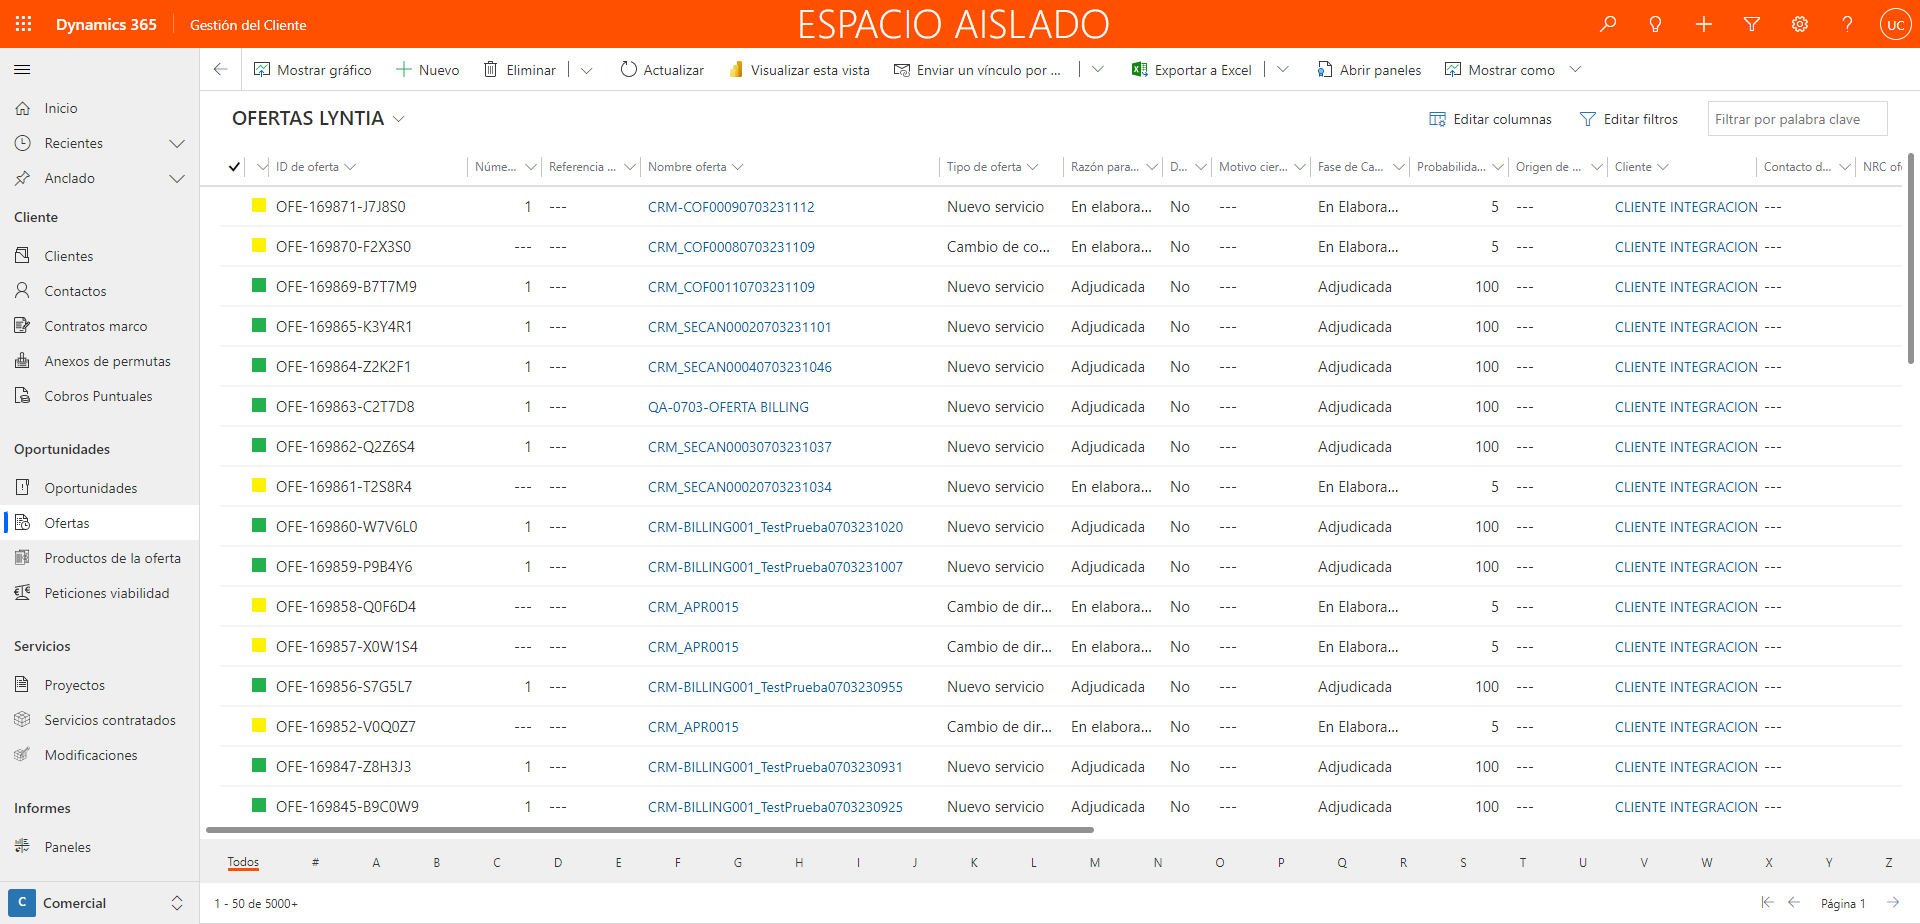 Dynamics 365
Gestión del Cliente
ESPACIO AISLADO
UC
Mostrar gráfico
Nuevo
Eliminar
Actualizar
Visualizar esta vista
Enviar un vínculo por ...
Exportar a Excel
Abrir paneles
Mostrar como
Inicio
Recientes
Anclado
Cliente
Clientes
Contactos
Contratos marco
Anexos de permutas
Cobros Puntuales
Oportunidades
Oportunidades
Ofertas
Productos de la oferta
Peticiones viabilidad
Servicios
Proyectos
Servicios contratados
Modificaciones
Informes
Paneles
C Comercial
OFERTAS LYNTIA
Editar columnas
Editar filtros
Filtrar por palabra clave
ID de oferta Núme... Referencia ... Nombre oferta Tipo de oferta Razón para... D... Motivo cier... Fase de Ca... Probabilida... Origen de ... Cliente Contacto d... NRC ofe
OFE-169871-J7J8S0 1 --- CRM-COF00090703231112 Nuevo servicio En elabora... No --- En Elabora... 5 --- CLIENTE INTEGRACION ---
OFE-169870-F2X3S0 --- --- CRM_COF00080703231109 Cambio de co... En elabora... No --- En Elabora... 5 --- CLIENTE INTEGRACION ---
OFE-169869-B7T7M9 1 --- CRM_COF00110703231109 Nuevo servicio Adjudicada No --- Adjudicada 100 --- CLIENTE INTEGRACION ---
OFE-169865-K3Y4R1 1 --- CRM_SECAN00020703231101 Nuevo servicio Adjudicada No --- Adjudicada 100 --- CLIENTE INTEGRACION ---
OFE-169864-Z2K2F1 1 --- CRM_SECAN00040703231046 Nuevo servicio Adjudicada No --- Adjudicada 100 --- CLIENTE INTEGRACION ---
OFE-169863-C2T7D8 1 --- QA-0703-OFERTA BILLING Nuevo servicio Adjudicada No --- Adjudicada 100 --- CLIENTE INTEGRACION ---
OFE-169862-Q2Z6S4 1 --- CRM_SECAN00030703231037 Nuevo servicio Adjudicada No --- Adjudicada 100 --- CLIENTE INTEGRACION ---
OFE-169861-T2S8R4 --- --- CRM_SECAN00020703231034 Nuevo servicio En elabora... No --- En Elabora... 5 --- CLIENTE INTEGRACION ---
OFE-169860-W7V6L0 1 --- CRM-BILLING001_TestPrueba0703231020 Nuevo servicio Adjudicada No --- Adjudicada 100 --- CLIENTE INTEGRACION ---
OFE-169859-P9B4Y6 1 --- CRM-BILLING001_TestPrueba0703231007 Nuevo servicio Adjudicada No --- Adjudicada 100 --- CLIENTE INTEGRACION ---
OFE-169858-Q0F6D4 --- --- CRM_APR0015 Cambio de dir... En elabora... No --- En Elabora... 5 --- CLIENTE INTEGRACION ---
OFE-169857-X0W1S4 --- --- CRM_APR0015 Cambio de dir... En elabora... No --- En Elabora... 5 --- CLIENTE INTEGRACION ---
OFE-169856-S7G5L7 1 --- CRM-BILLING001_TestPrueba0703230955 Nuevo servicio Adjudicada No --- Adjudicada 100 --- CLIENTE INTEGRACION ---
OFE-169852-V0Q0Z7 --- --- CRM_APR0015 Cambio de dir... En elabora... No --- En Elabora... 5 --- CLIENTE INTEGRACION ---
OFE-169847-Z8H3J3 1 --- CRM-BILLING001_TestPrueba0703230931 Nuevo servicio Adjudicada No --- Adjudicada 100 --- CLIENTE INTEGRACION ---
OFE-169845-B9C0W9 1 --- CRM-BILLING001_TestPrueba0703230925 Nuevo servicio Adjudicada No --- Adjudicada 100 --- CLIENTE INTEGRACION ---
Todos # A B C D E F G H I J K L M N O P Q R S T U V W X Y Z
1 - 50 de 5000+
Página 1